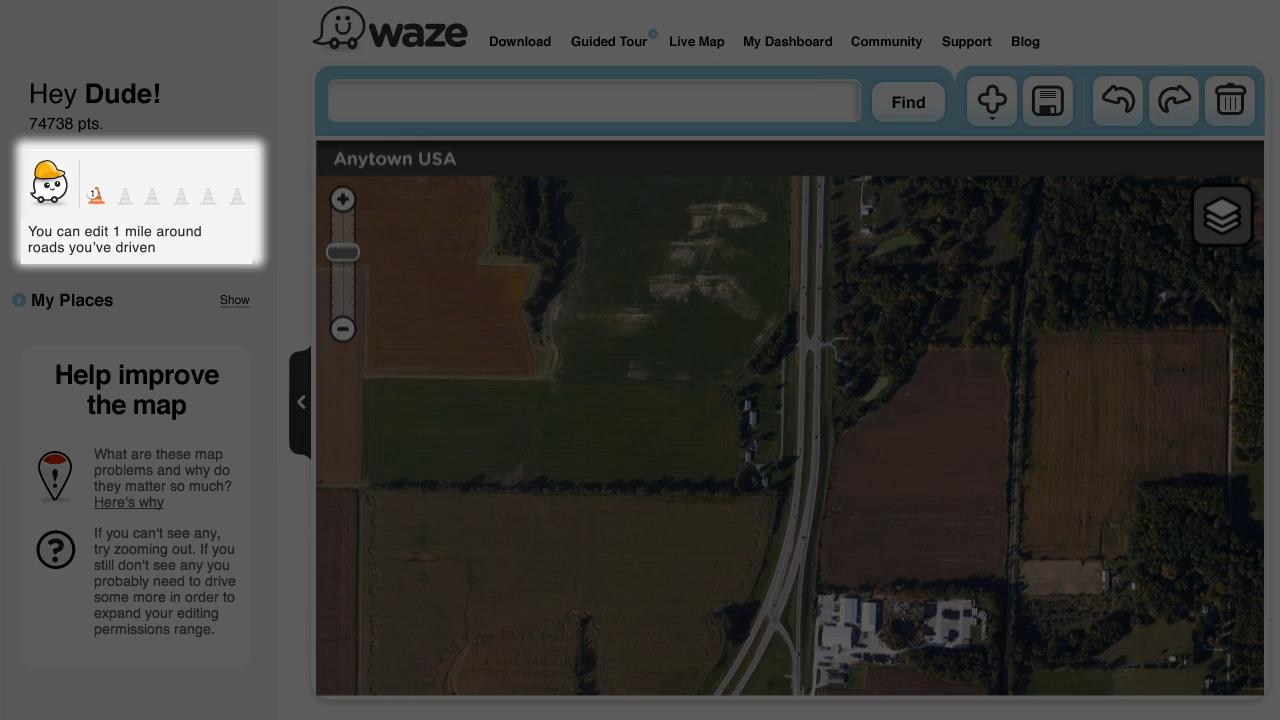 waze
Download Guided Tour Live Map My Dashboard Community Support Blog
Hey Dude!
74738 pts.
1
You can edit 1 mile around
roads you've driven
My Places Show
Help improve
the map
What are these map
problems and why do
they matter so much?
Here's why
If you can't see any,
try zooming out. If you
still don't see any you
probably need to drive
some more in order to
expand your editing
permissions range.
Find
Anytown USA